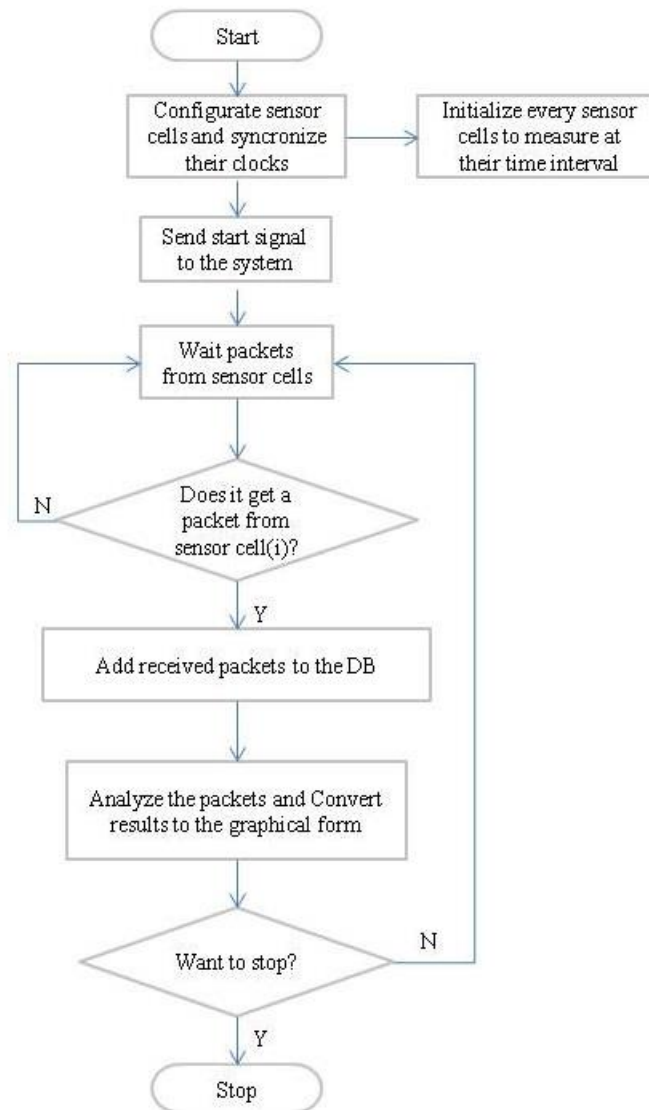 Start
Configurate sensor
cells and syncronize
their clocks
Initialize every sensor
cells to measure at
their time interval
Send start signal
to the system
Wait packets
from sensor cells
Does it get a
packet from
sensor cell(i)?
N
Y
Add received packets to the DB
Analyze the packets and Convert
results to the graphical form
Want to stop?
N
Y
Stop